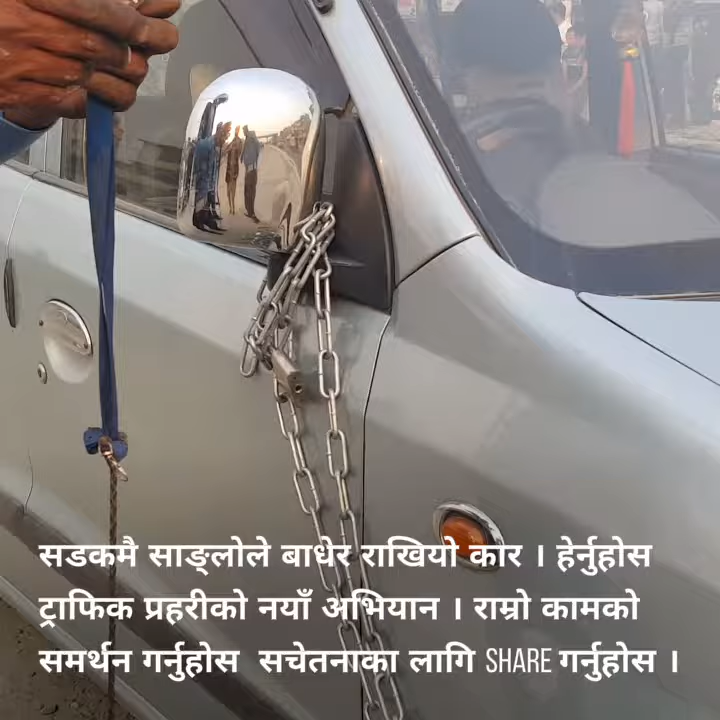 सडकमै साङ्लोले बाधेर राखियो कार । हेर्नुहोस
ट्राफिक प्रहरीको नयाँ अभियान । राम्रो कामको
समर्थन गर्नुहोस सचेतनाका लागि SHARE गर्नुहोस ।